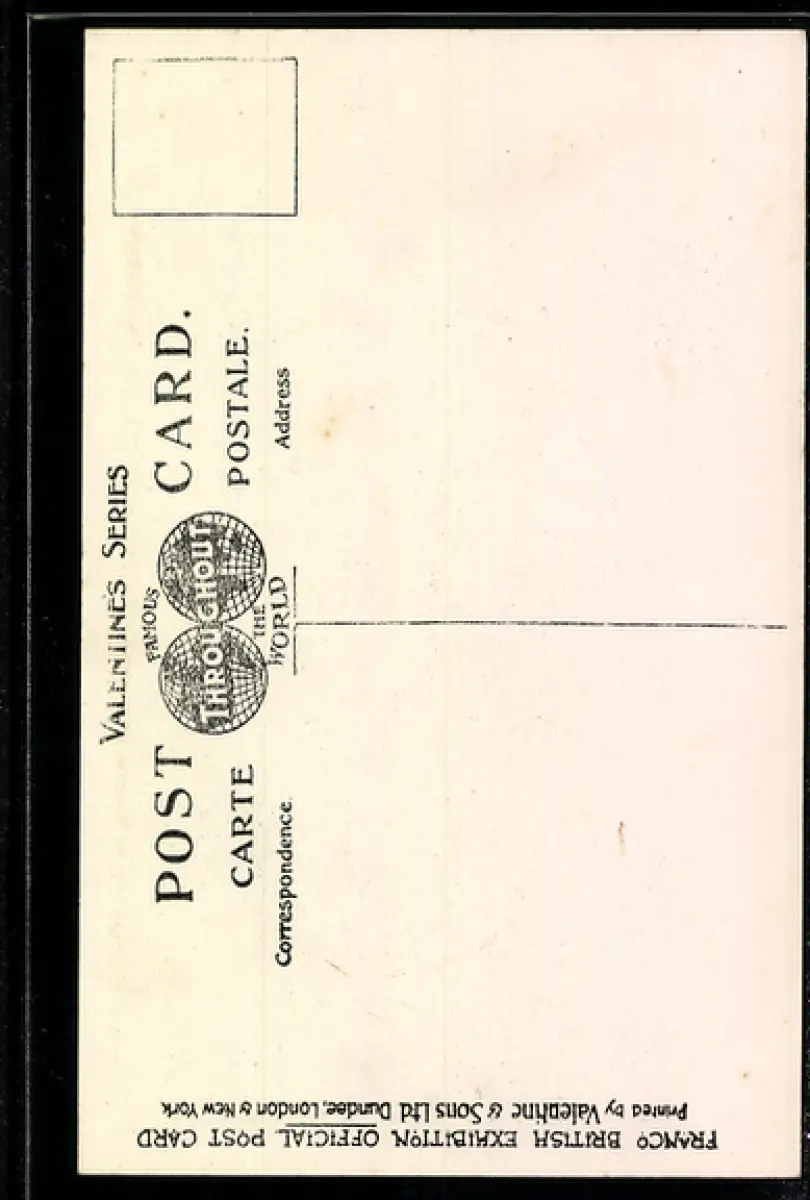 VALENTINE'S SERIES
POST CARD.
FAMOUS
THROUGHOUT
THE
WORLD
CARTE POSTALE.
Correspondence
Address
FRANCO BRITISH EXHIBITION OFFICIAL POST CARD
Printed by Valentine & Sons Ltd Dundee, London & New York